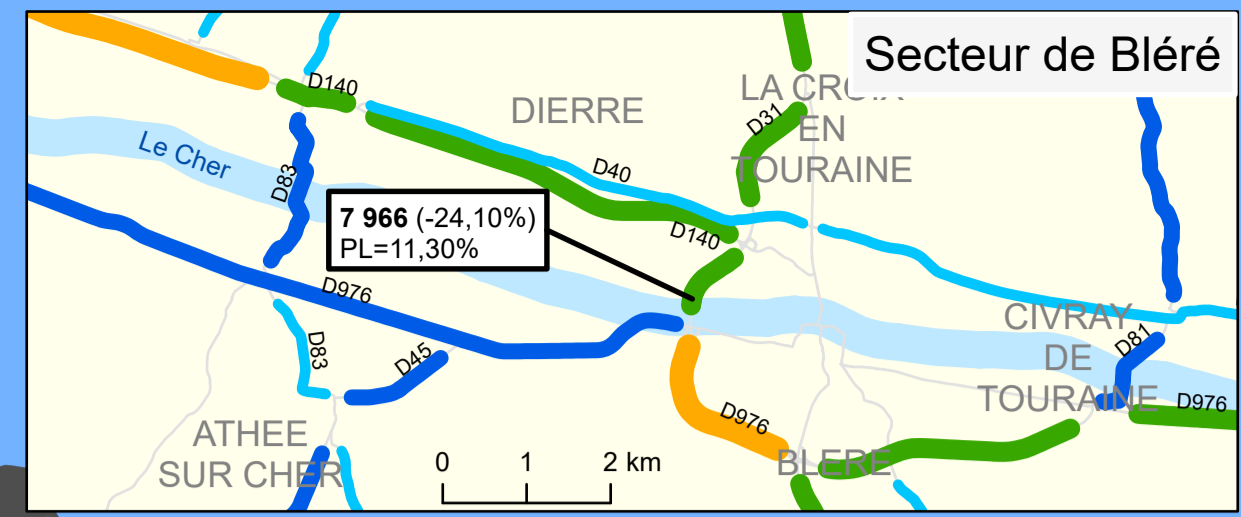 Secteur de Bléré
D140
LA CROIX
EN
TOURAINE
D31
DIERRE
Le Cher
D83
D40
7 966 (-24,10%)
PL=11,30%
D140
D976
CIVRAY
DE
TOURAINE
D81
D83
D45
D976
D976
ATHEE
SUR CHER
BLERE
0 1 2 km